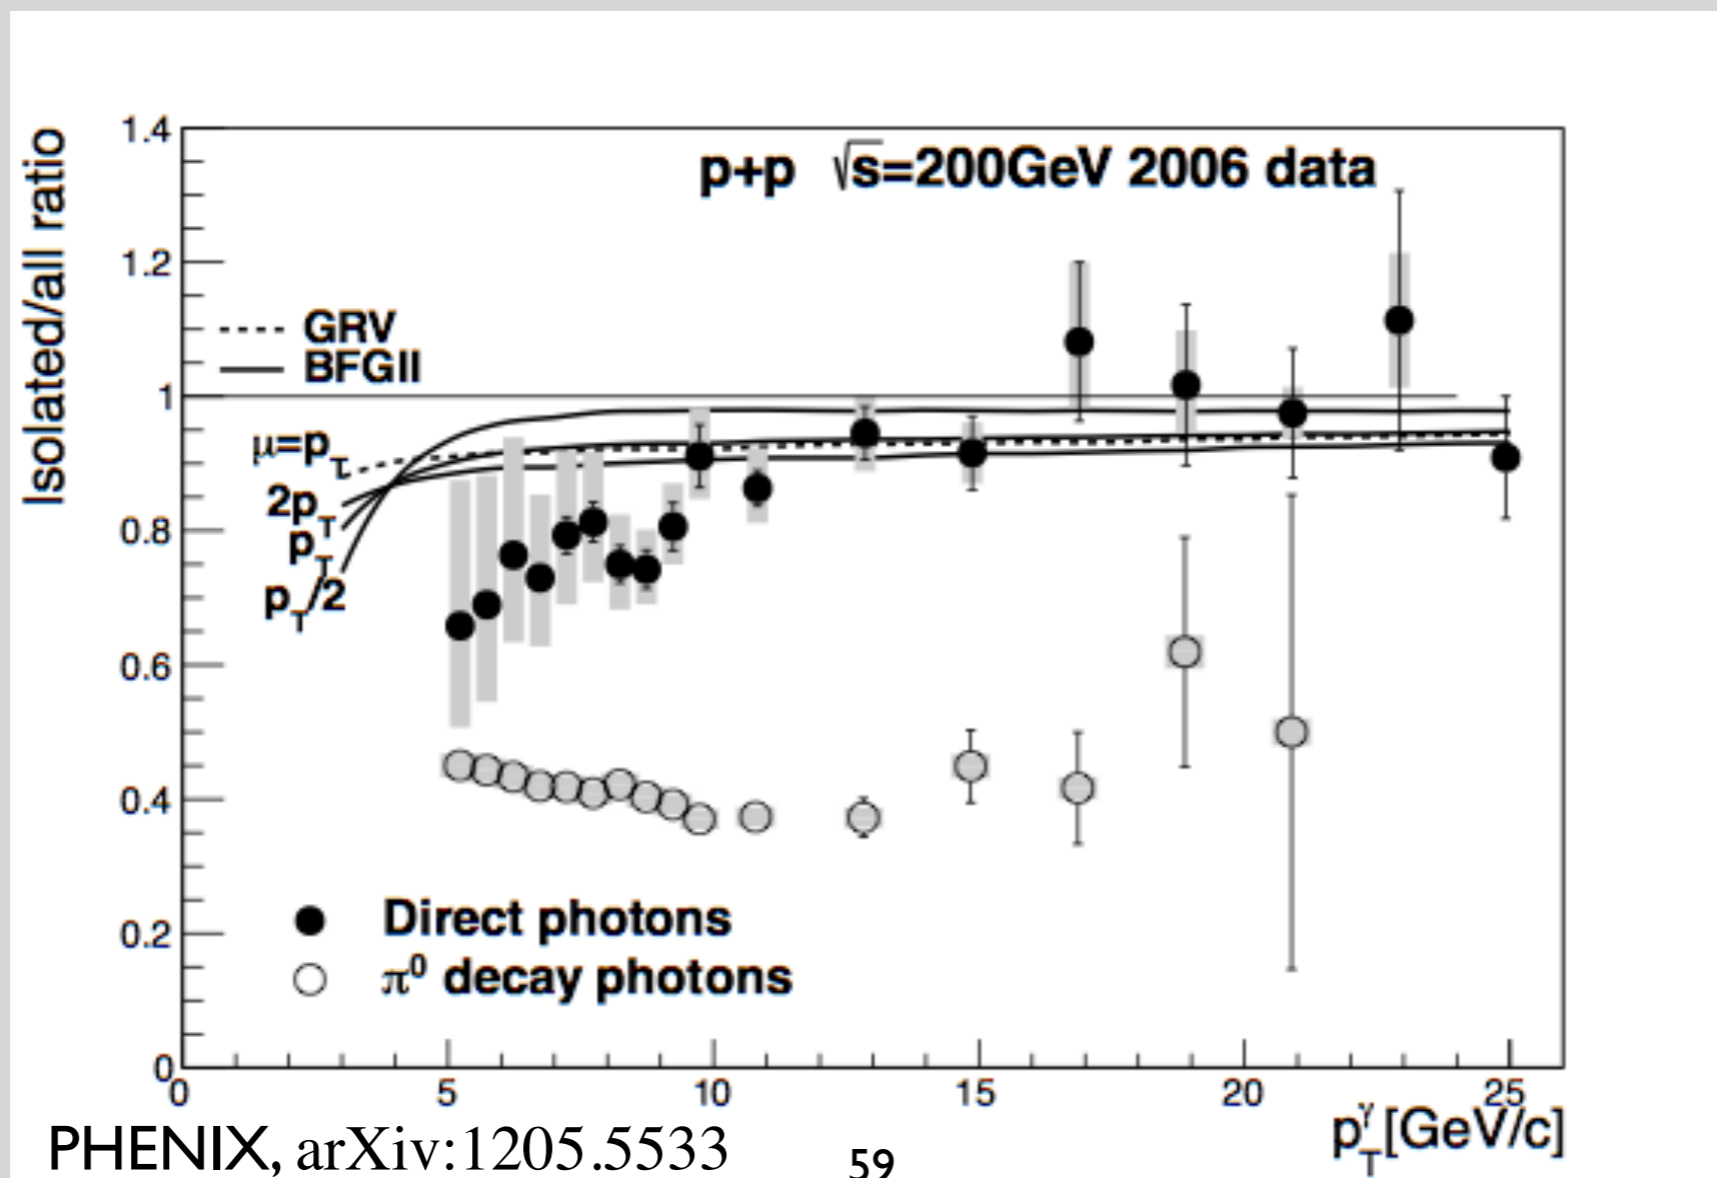 Isolated/all ratio
p+p √s=200GeV 2006 data
1.4
1.2
1
0.8
0.6
0.4
0.2
0
GRV
BFGII
μ=p_T
2p_T
p_T
p_T/2
Direct photons
π⁰ decay photons
0 5 10 15 20 25
p_T^γ[GeV/c]
PHENIX, arXiv:1205.5533
59